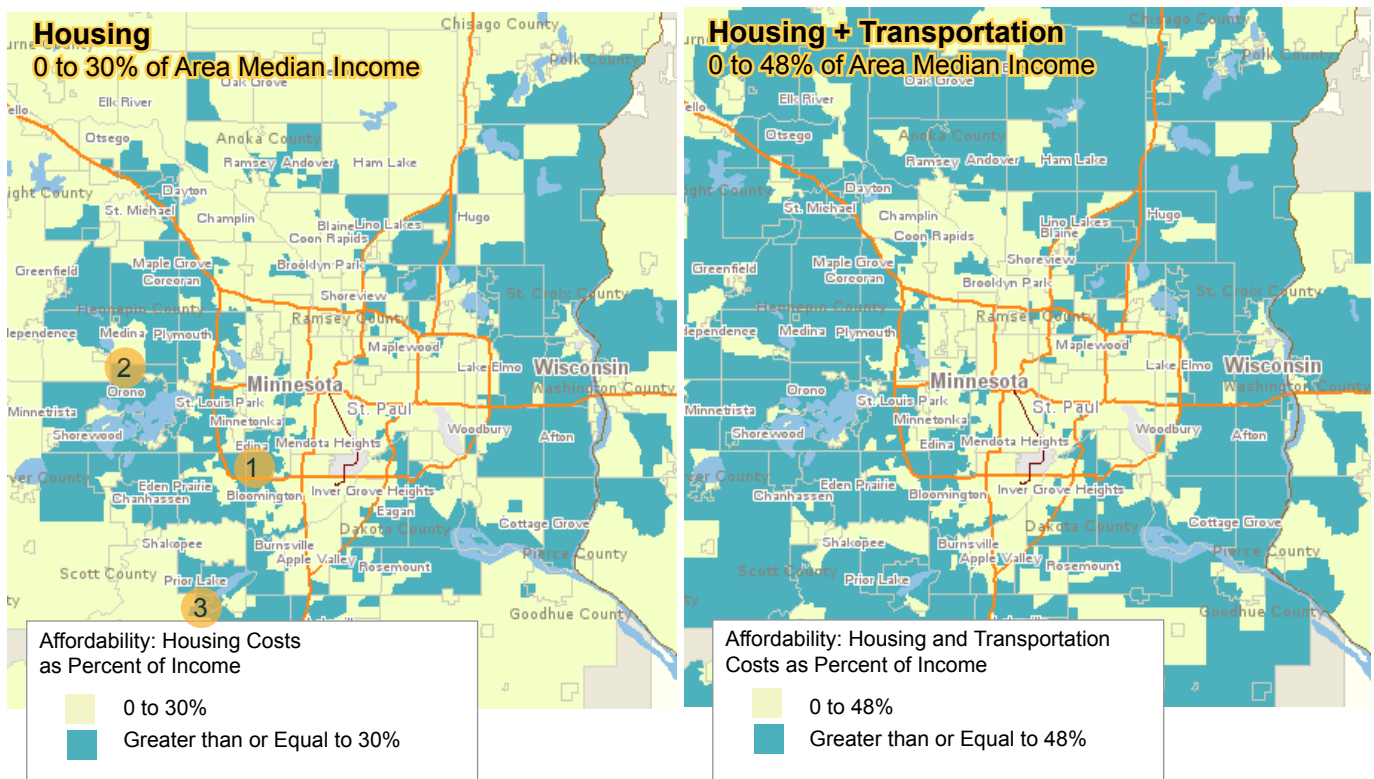 Housing
0 to 30% of Area Median Income
Chisago County
Polk County
Oak Grove
Elk River
Otsego
Anoka County
Ramsey Andover
Ham Lake
Dayton
St. Michael
Champlin
Blaine Lino Lakes
Hugo
Coon Rapids
Greenfield
Maple Grove
Brooklyn Park
Corcoran
Shoreview
St. Croix County
Hennepin County
Ramsey County
Medina
Plymouth
Maplewood
2
Lake Elmo
Wisconsin
Minnesota
Washington County
Orono
St. Louis Park
St. Paul
Minnetrista
Minnetonka
Woodbury
Shorewood
Edina
Mendota Heights
Afton
1
Eden Prairie
Chanhassen
Bloomington
Inver Grove Heights
Eagan
Cottage Grove
Dakota County
Shakopee
Burnsville
Pierce County
Apple Valley
Rosemount
Scott County
Prior Lake
3
Goodhue County
Affordability: Housing Costs
as Percent of Income
0 to 30%
Greater than or Equal to 30%
Housing + Transportation
0 to 48% of Area Median Income
Chisago County
Polk County
Oak Grove
Elk River
Otsego
Anoka County
Ramsey Andover
Ham Lake
Dayton
St. Michael
Champlin
Lino Lakes
Hugo
Blaine
Coon Rapids
Greenfield
Maple Grove
Shoreview
Corcoran
Brooklyn Park
St. Croix County
Hennepin County
Ramsey County
Medina
Plymouth
Maplewood
Lake Elmo
Wisconsin
Minnesota
Washington County
Orono
St. Louis Park
St. Paul
Minnetrista
Minnetonka
Woodbury
Shorewood
Edina
Mendota Heights
Afton
Eden Prairie
Chanhassen
Bloomington
Inver Grove Heights
Cottage Grove
Dakota County
Burnsville
Pierce County
Apple Valley
Rosemount
Scott County
Prior Lake
Goodhue County
Affordability: Housing and Transportation
Costs as Percent of Income
0 to 48%
Greater than or Equal to 48%